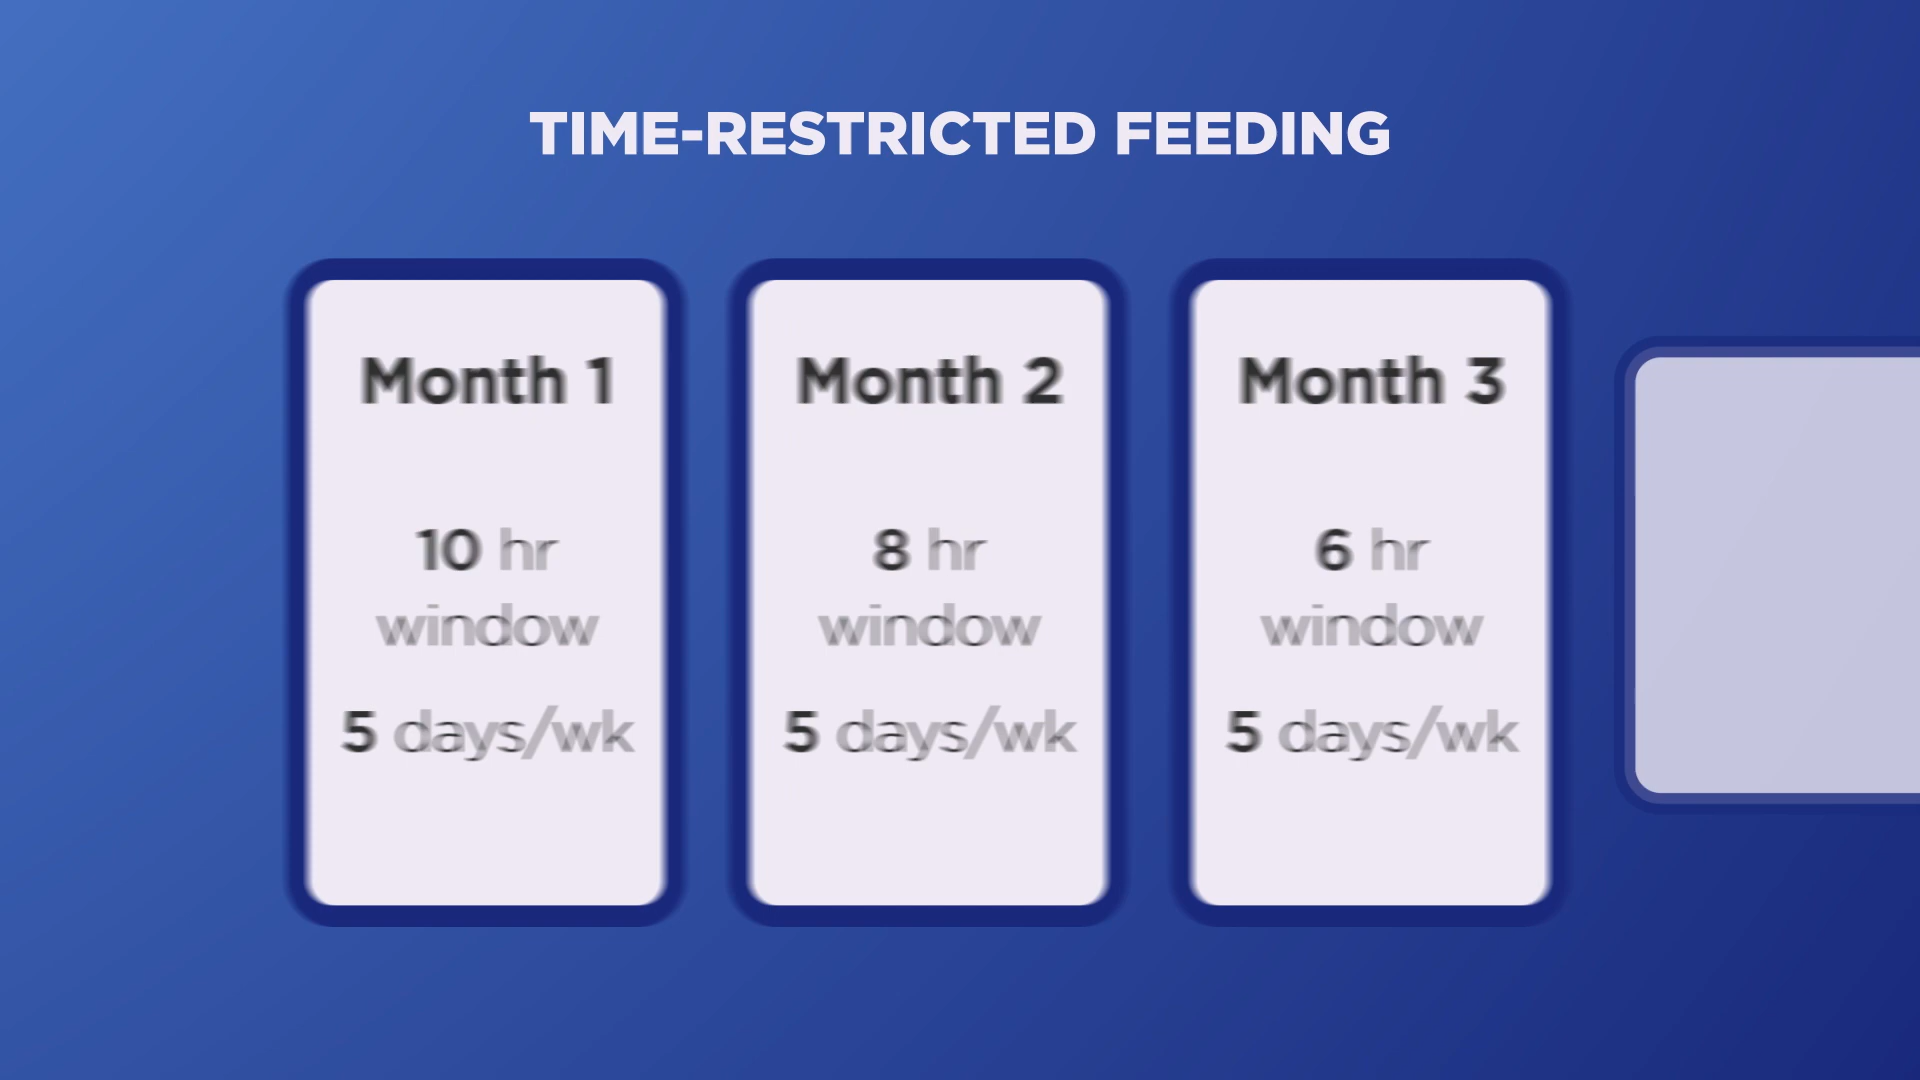 TIME-RESTRICTED FEEDING
Month 1
10 hr
window
5 days/wk
Month 2
8 hr
window
5 days/wk
Month 3
6 hr
window
5 days/wk